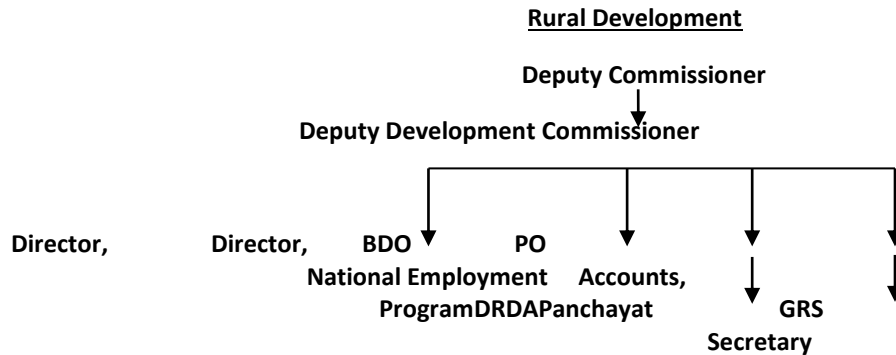 Rural Development
Deputy Commissioner
Deputy Development Commissioner
Director, Director, BDO PO
National Employment Accounts,
ProgramDRDAPanchayat GRS
Secretary